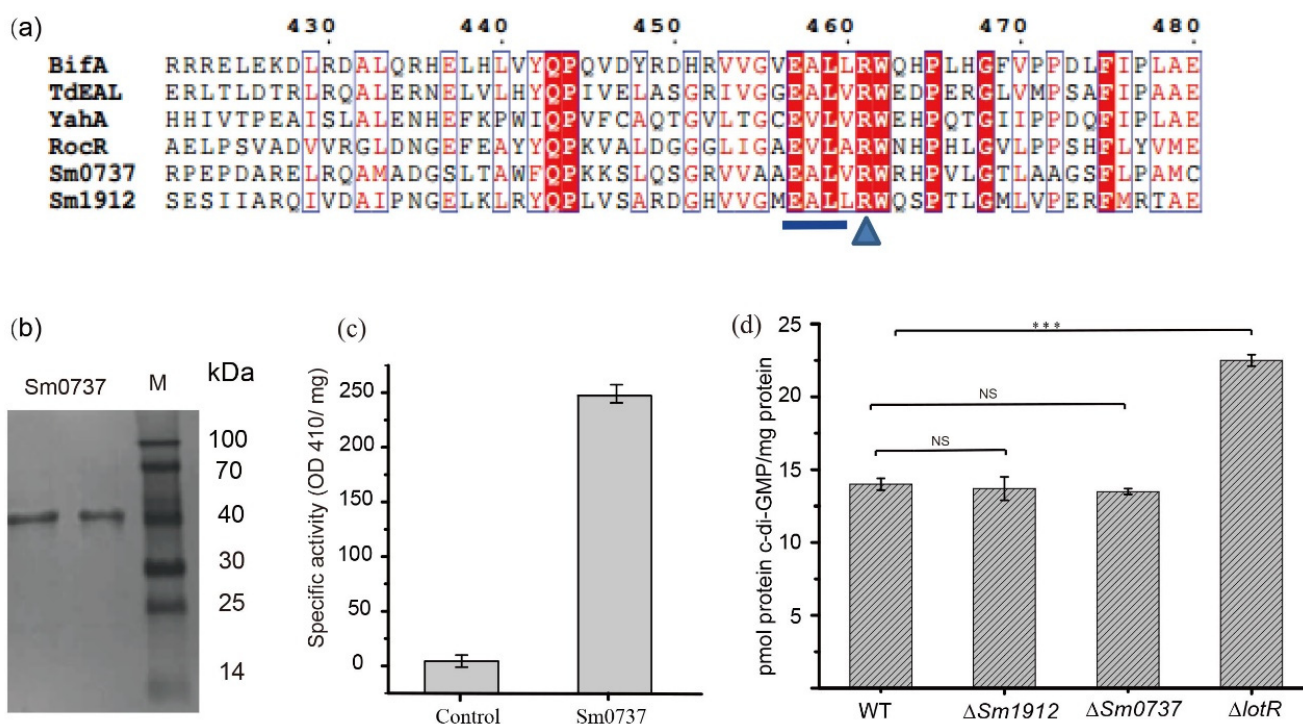 (a)
430 440 450 460 470 480
BifA RRRELEKDLRDALQRHELHLVYQPQVDYRDHRVVGVEALLRWQHPLHGFVPPDLFIPLAE
TdEAL ERLTLDTRLRQALERNELVLHYQPIVELASGRIVGGEALVRWEDPERGLVMPSAFIPAAE
YahA HHIVTPEAISLALENHEFKPWIQPVFCAQTGVLTGCEVLVRWEHPQTGIIPPDQFIPLAE
RocR AELPSVADVVRGLDNGEFEAYYQPKVALDGGGLIGAEVLARWNHPHLGVLPPSHFLYVME
Sm0737 RPEPDARELRQAMADGSLTAWFQPKKSLQSGRVVAAEALVRWRHPVLGTLAAGSFLPAMC
Sm1912 SESIIARQIVDAIPNGELKLRYQPLVSARDGHVVGMEALLRWQSPTLGMLVPERFMRTAE
(b)
Sm0737 M kDa
100
70
40
30
25
14
(c)
Specific activity (OD 410/ mg)
250
200
150
100
50
0
Control Sm0737
(d)
pmol protein c-di-GMP/mg protein
25
20
15
10
5
***
NS
NS
WT ΔSm1912 ΔSm0737 ΔlotR